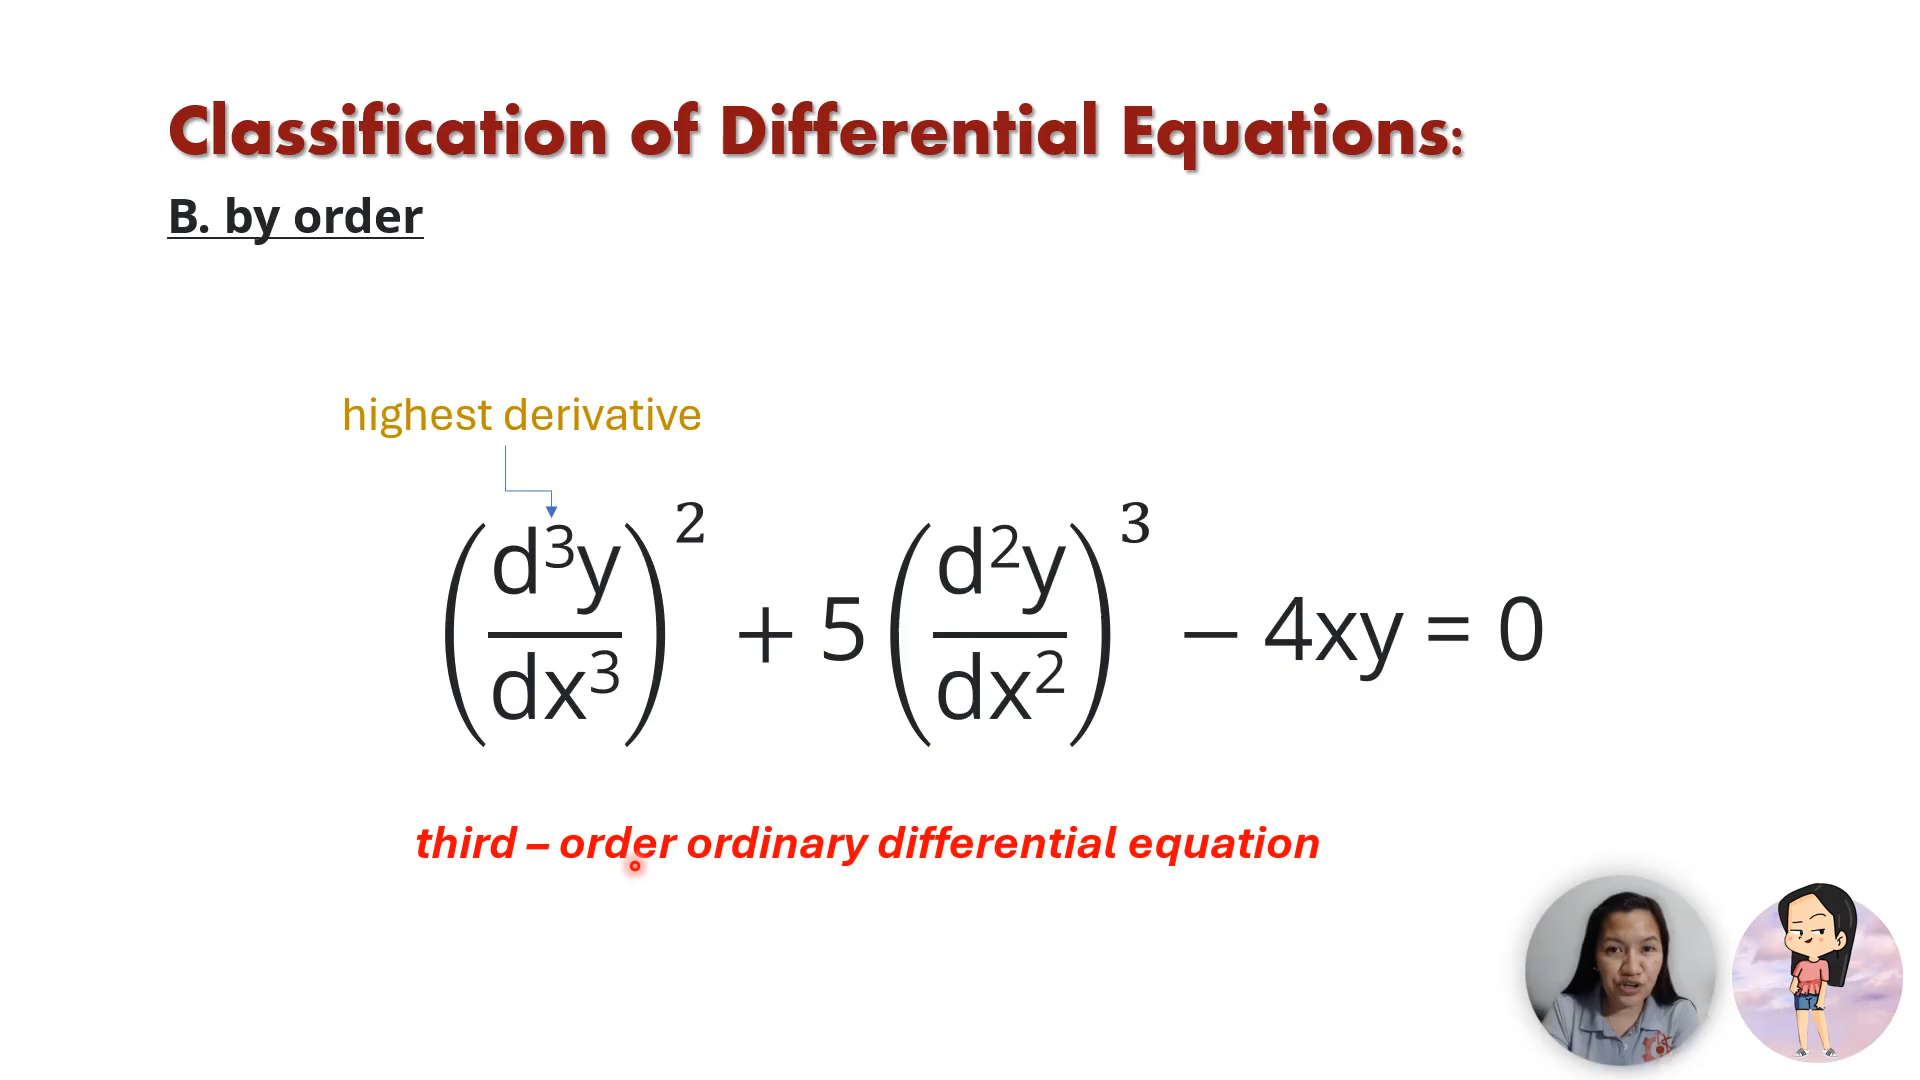 Classification of Differential Equations:
B. by order
highest derivative
(d³y/dx³)² + 5(d²y/dx²)³ − 4xy = 0
third – order ordinary differential equation